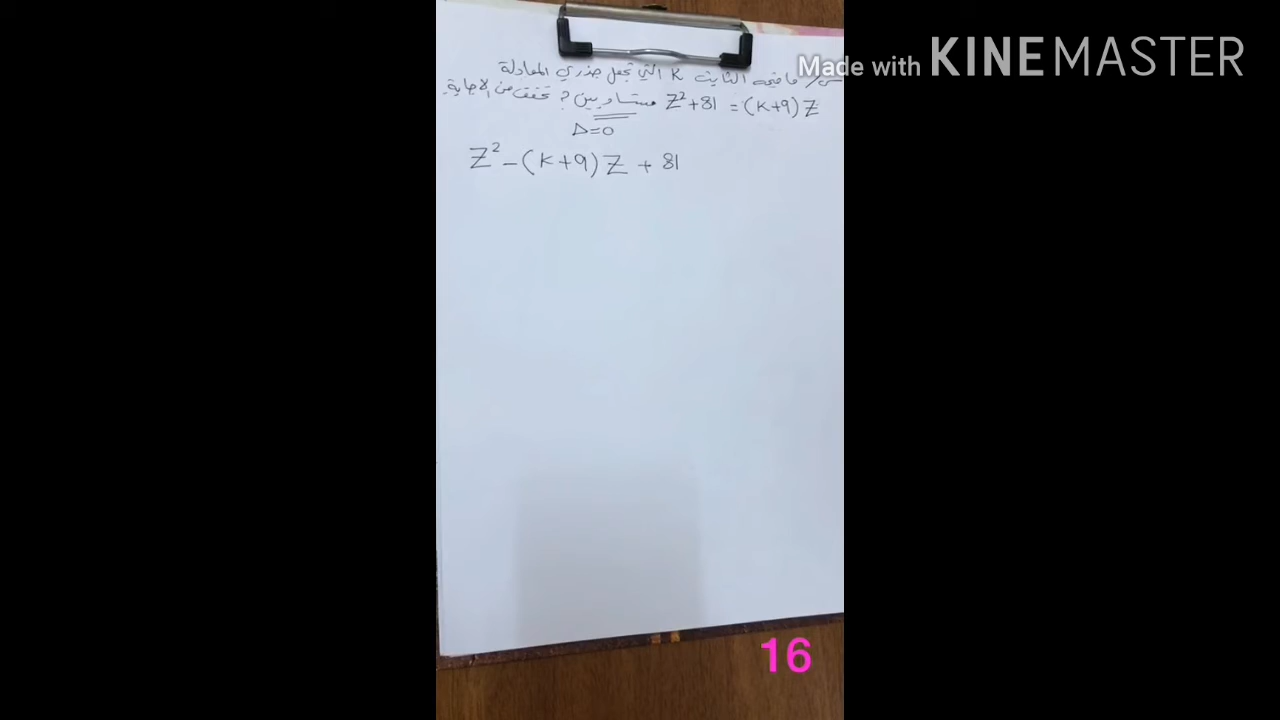 Made with KINEMASTER
س/ ما قيمة الثابت K التي تجعل جذري المعادلة
Z² + 81 = (K+9) Z متساويين ؟ تحقق من الاجابة
Δ=0
Z² - (K+9) Z + 81
16